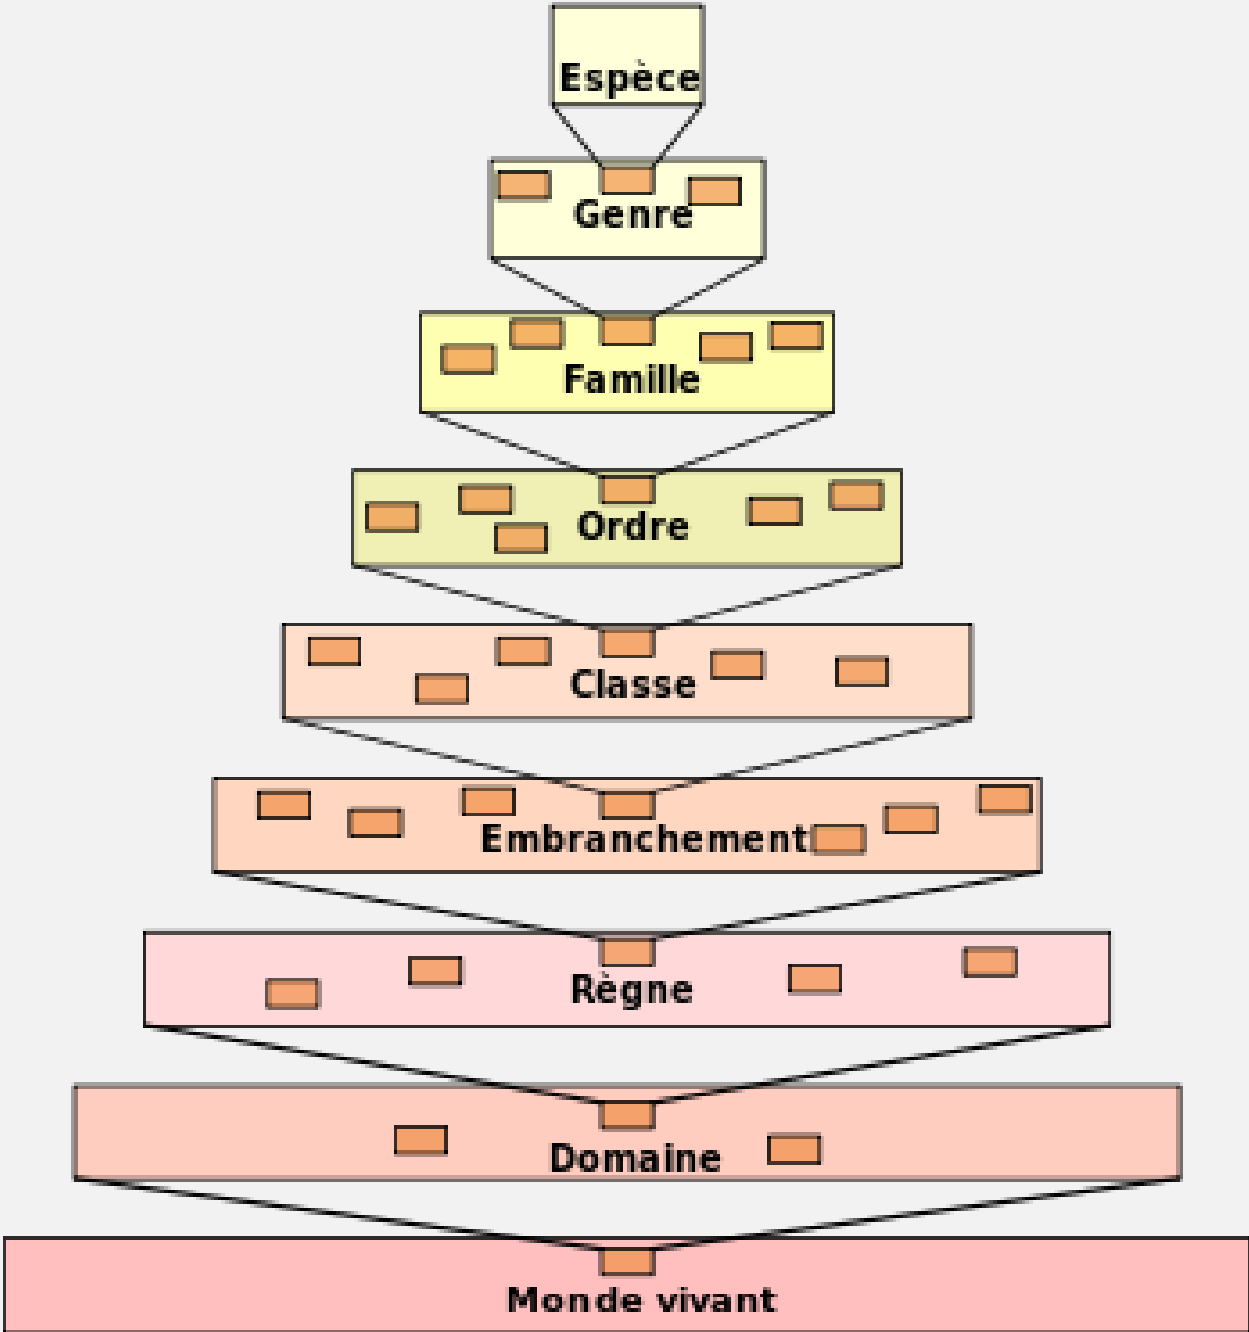 Espèce
Genre
Famille
Ordre
Classe
Embranchement
Règne
Domaine
Monde vivant